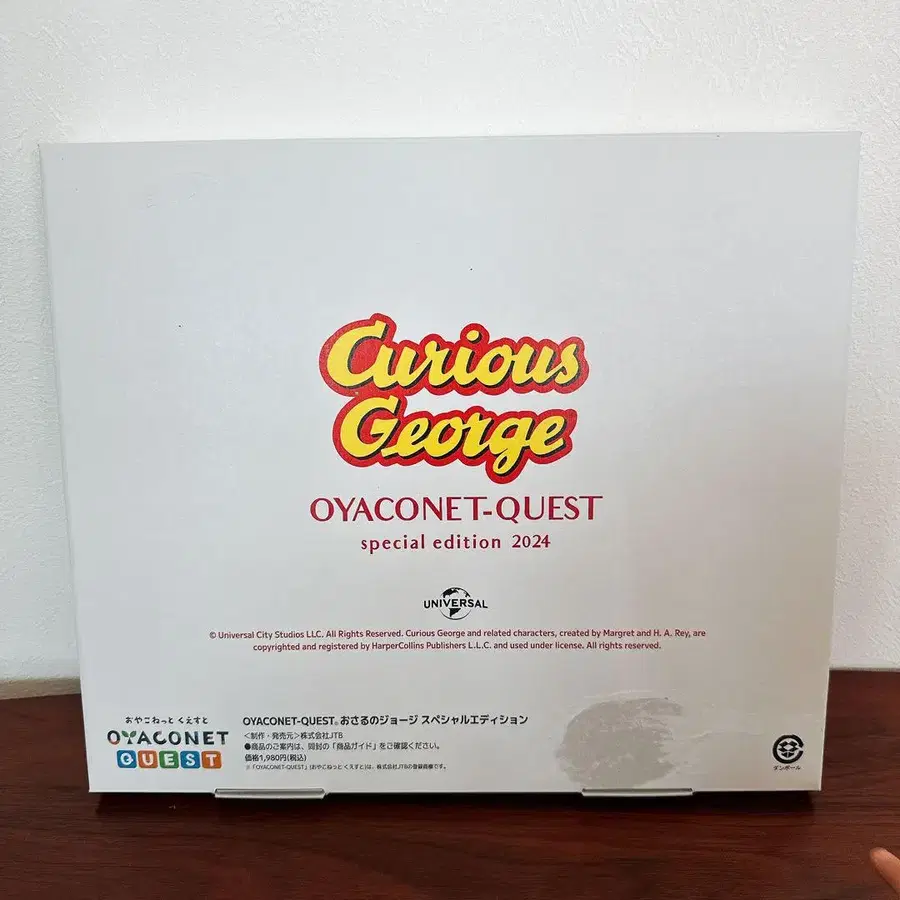 Curious
George
OYACONET-QUEST
special edition 2024
UNIVERSAL
© Universal City Studios LLC. All Rights Reserved. Curious George and related characters, created by Margret and H. A. Rey, are
copyrighted and registered by HarperCollins Publishers L.L.C. and used under license. All rights reserved.
おやこねっと くえすと
OYACONET
QUEST
OYACONET-QUEST® おさるのジョージ スペシャルエディション
<制作・発売元>株式会社JTB
●商品のご案内は、同封の「商品ガイド」をご確認ください。
価格1,980円(税込)
※「OYACONET-QUEST」(おやこねっと くえすと)は、株式会社JTBの登録商標です。
ダンボール